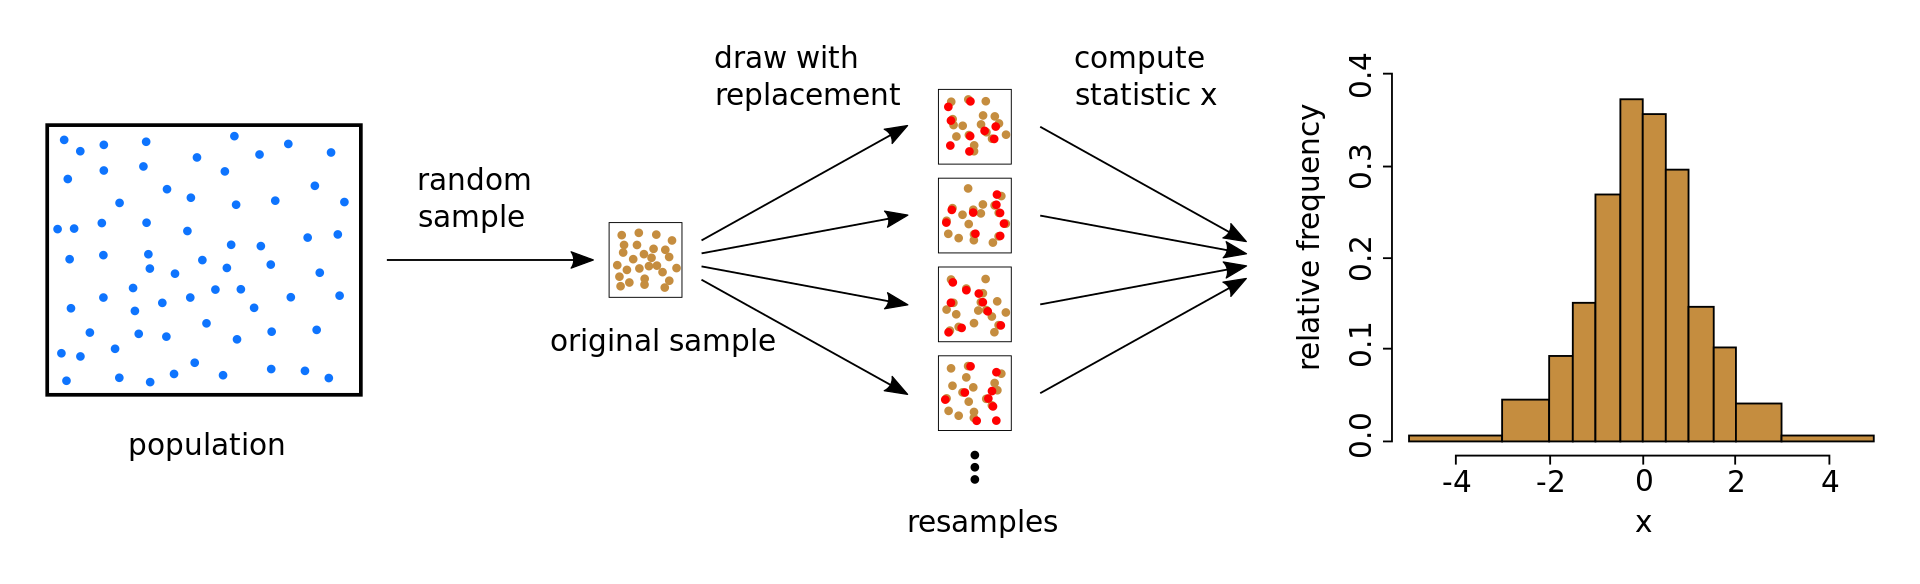 population
random
sample
original sample
draw with
replacement
resamples
compute
statistic x
relative frequency
0.0 0.1 0.2 0.3 0.4
-4 -2 0 2 4
x